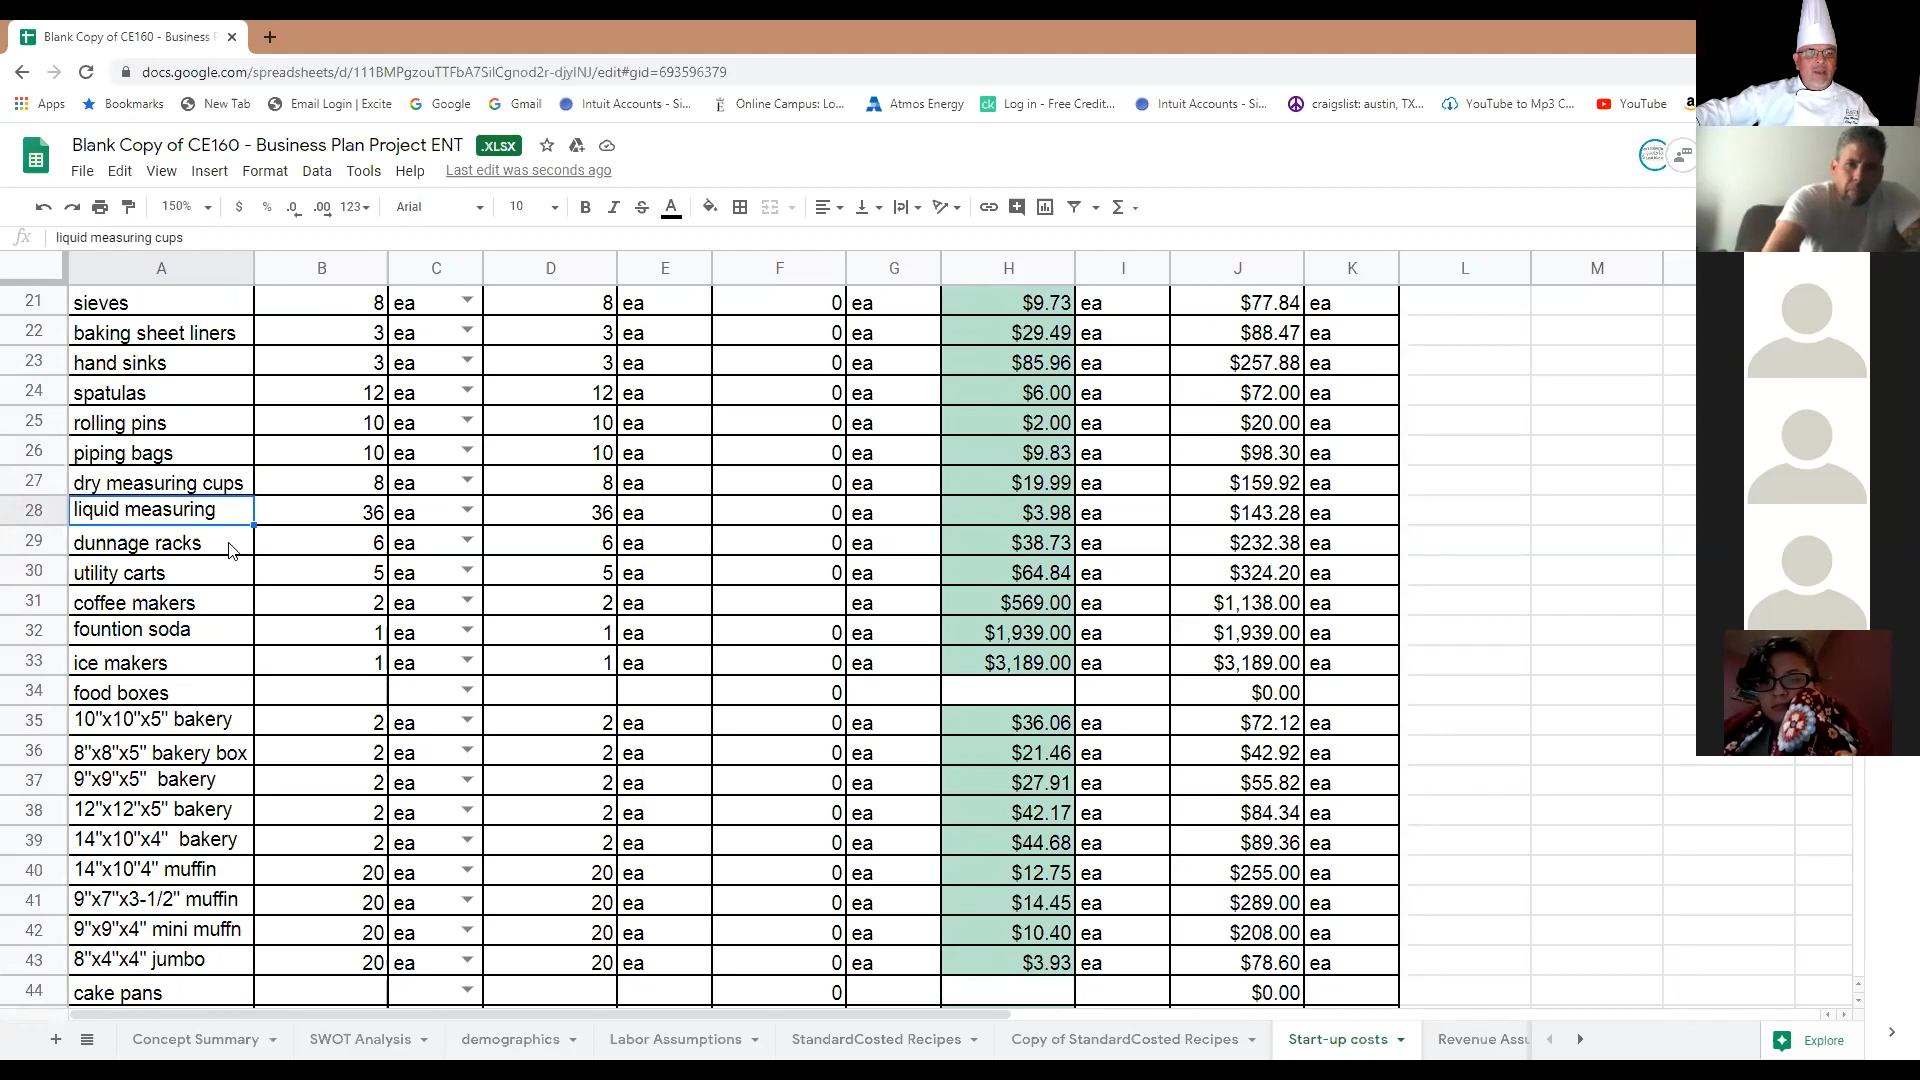 Blank Copy of CE160 - Business P
docs.google.com/spreadsheets/d/111BMPgzouTTFbA7SilCgnod2r-djyINJ/edit#gid=693596379
Apps Bookmarks New Tab Email Login | Excite Google Gmail Intuit Accounts - Si... Online Campus: Lo... Atmos Energy ck Log in - Free Credit... Intuit Accounts - Si... craigslist: austin, TX... YouTube to Mp3 C... YouTube
Blank Copy of CE160 - Business Plan Project ENT .XLSX
File Edit View Insert Format Data Tools Help Last edit was seconds ago
150% $ % .0 .00 123 Arial 10 B I S A
fx liquid measuring cups
A B C D E F G H I J K L M
21 sieves 8 ea 8 ea 0 ea $9.73 ea $77.84 ea
22 baking sheet liners 3 ea 3 ea 0 ea $29.49 ea $88.47 ea
23 hand sinks 3 ea 3 ea 0 ea $85.96 ea $257.88 ea
24 spatulas 12 ea 12 ea 0 ea $6.00 ea $72.00 ea
25 rolling pins 10 ea 10 ea 0 ea $2.00 ea $20.00 ea
26 piping bags 10 ea 10 ea 0 ea $9.83 ea $98.30 ea
27 dry measuring cups 8 ea 8 ea 0 ea $19.99 ea $159.92 ea
28 liquid measuring 36 ea 36 ea 0 ea $3.98 ea $143.28 ea
29 dunnage racks 6 ea 6 ea 0 ea $38.73 ea $232.38 ea
30 utility carts 5 ea 5 ea 0 ea $64.84 ea $324.20 ea
31 coffee makers 2 ea 2 ea ea $569.00 ea $1,138.00 ea
32 fountion soda 1 ea 1 ea 0 ea $1,939.00 ea $1,939.00 ea
33 ice makers 1 ea 1 ea 0 ea $3,189.00 ea $3,189.00 ea
34 food boxes 0 $0.00
35 10"x10"x5" bakery 2 ea 2 ea 0 ea $36.06 ea $72.12 ea
36 8"x8"x5" bakery box 2 ea 2 ea 0 ea $21.46 ea $42.92 ea
37 9"x9"x5" bakery 2 ea 2 ea 0 ea $27.91 ea $55.82 ea
38 12"x12"x5" bakery 2 ea 2 ea 0 ea $42.17 ea $84.34 ea
39 14"x10"x4" bakery 2 ea 2 ea 0 ea $44.68 ea $89.36 ea
40 14"x10"4" muffin 20 ea 20 ea 0 ea $12.75 ea $255.00 ea
41 9"x7"x3-1/2" muffin 20 ea 20 ea 0 ea $14.45 ea $289.00 ea
42 9"x9"x4" mini muffn 20 ea 20 ea 0 ea $10.40 ea $208.00 ea
43 8"x4"x4" jumbo 20 ea 20 ea 0 ea $3.93 ea $78.60 ea
44 cake pans 0 $0.00
Concept Summary SWOT Analysis demographics Labor Assumptions StandardCosted Recipes Copy of StandardCosted Recipes Start-up costs Revenue Assu Explore